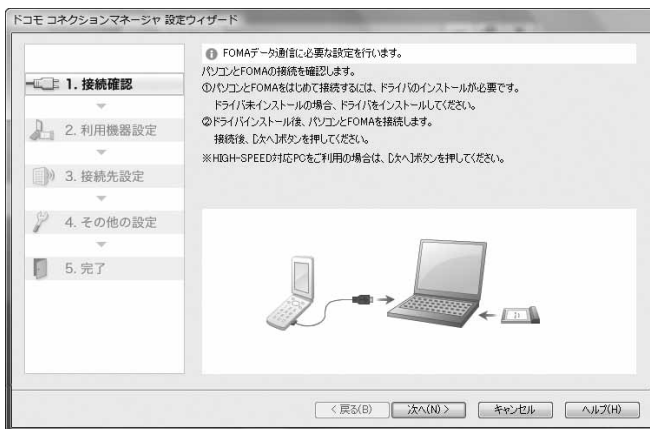 ドコモ コネクションマネージャ 設定ウィザード
1. 接続確認
2. 利用機器設定
3. 接続先設定
4. その他の設定
5. 完了
FOMAデータ通信に必要な設定を行います。
パソコンとFOMAの接続を確認します。
①パソコンとFOMAをはじめて接続するには、ドライバのインストールが必要です。
ドライバ未インストールの場合、ドライバをインストールしてください。
②ドライバインストール後、パソコンとFOMAを接続します。
接続後、[次へ]ボタンを押してください。
※HIGH-SPEED対応PCをご利用の場合は、[次へ]ボタンを押してください。
< 戻る(B) 次へ(N) > キャンセル ヘルプ(H)